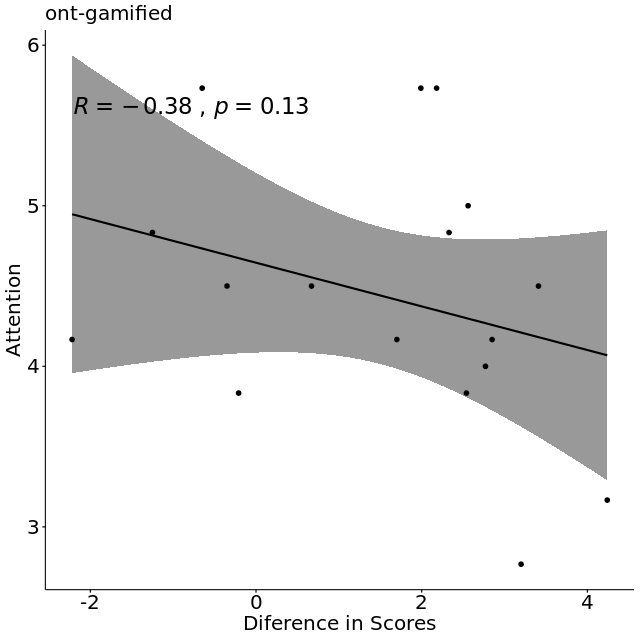 ont-gamified
6
R = −0.38 , p = 0.13
5
Attention
4
3
-2 0 2 4
Diference in Scores